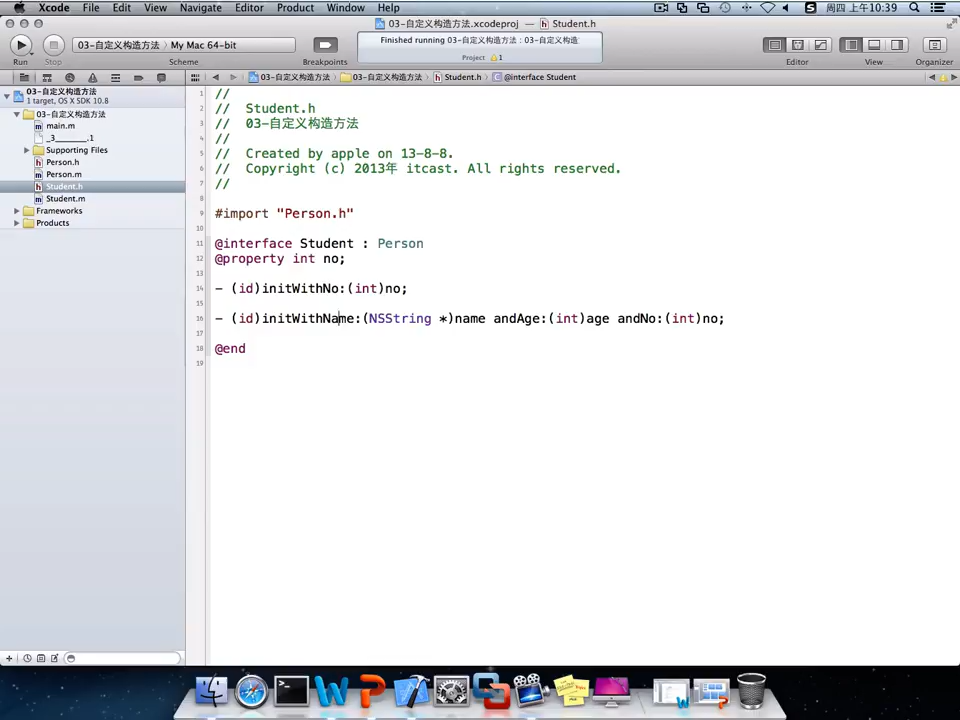 Xcode File Edit View Navigate Editor Product Window Help 周四 上午10:39
03-自定义构造方法.xcodeproj — Student.h
03-自定义构造方法 〉 My Mac 64-bit
Finished running 03-自定义构造方法 : 03-自定义构造
Project 1
Run Stop Scheme Breakpoints Editor View Organizer
03-自定义构造方法 〉 03-自定义构造方法 〉 Student.h 〉 @interface Student
03-自定义构造方法
1 target, OS X SDK 10.8
03-自定义构造方法
main.m
_3_______.1
Supporting Files
Person.h
Person.m
Student.h
Student.m
Frameworks
Products
1 //
2 // Student.h
3 // 03-自定义构造方法
4 //
5 // Created by apple on 13-8-8.
6 // Copyright (c) 2013年 itcast. All rights reserved.
7 //
8
9 #import "Person.h"
10
11 @interface Student : Person
12 @property int no;
13
14 - (id)initWithNo:(int)no;
15
16 - (id)initWithName:(NSString *)name andAge:(int)age andNo:(int)no;
17
18 @end
19